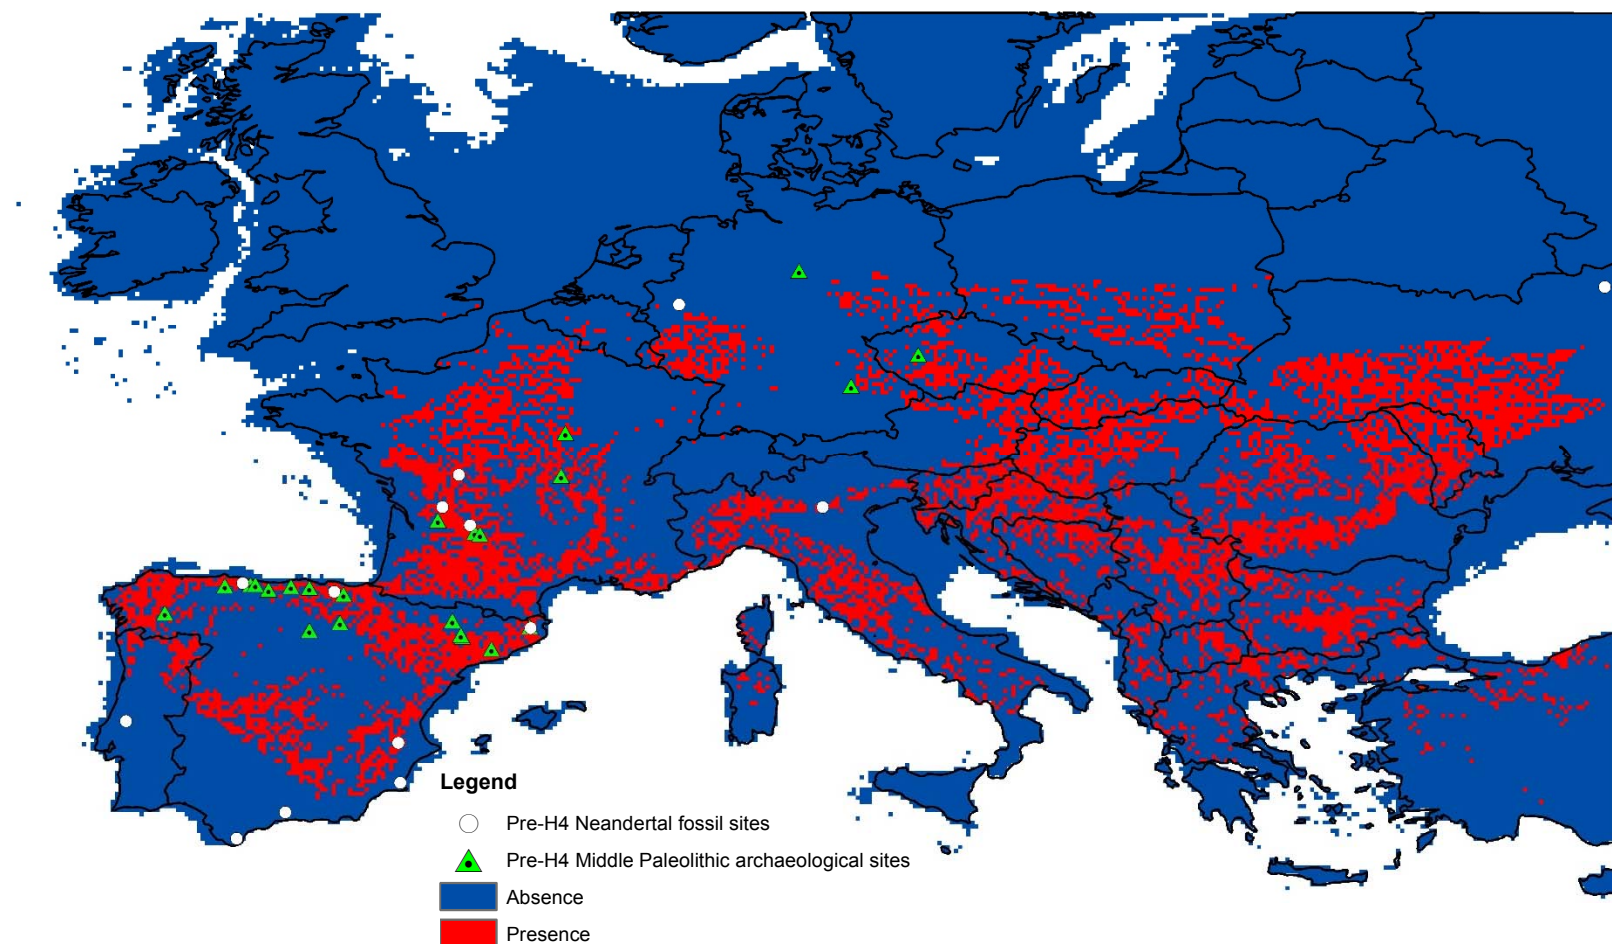 Legend
Pre-H4 Neandertal fossil sites
Pre-H4 Middle Paleolithic archaeological sites
Absence
Presence